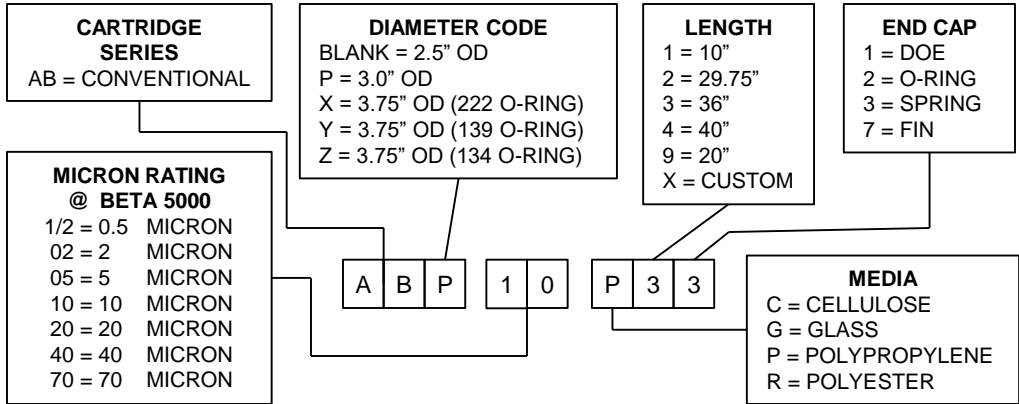 CARTRIDGE
SERIES
AB = CONVENTIONAL
DIAMETER CODE
BLANK = 2.5” OD
P = 3.0” OD
X = 3.75” OD (222 O-RING)
Y = 3.75” OD (139 O-RING)
Z = 3.75” OD (134 O-RING)
LENGTH
1 = 10”
2 = 29.75”
3 = 36”
4 = 40”
9 = 20”
X = CUSTOM
END CAP
1 = DOE
2 = O-RING
3 = SPRING
7 = FIN
MICRON RATING
@ BETA 5000
1/2 = 0.5 MICRON
02 = 2 MICRON
05 = 5 MICRON
10 = 10 MICRON
20 = 20 MICRON
40 = 40 MICRON
70 = 70 MICRON
A B P 1 0 P 3 3
MEDIA
C = CELLULOSE
G = GLASS
P = POLYPROPYLENE
R = POLYESTER